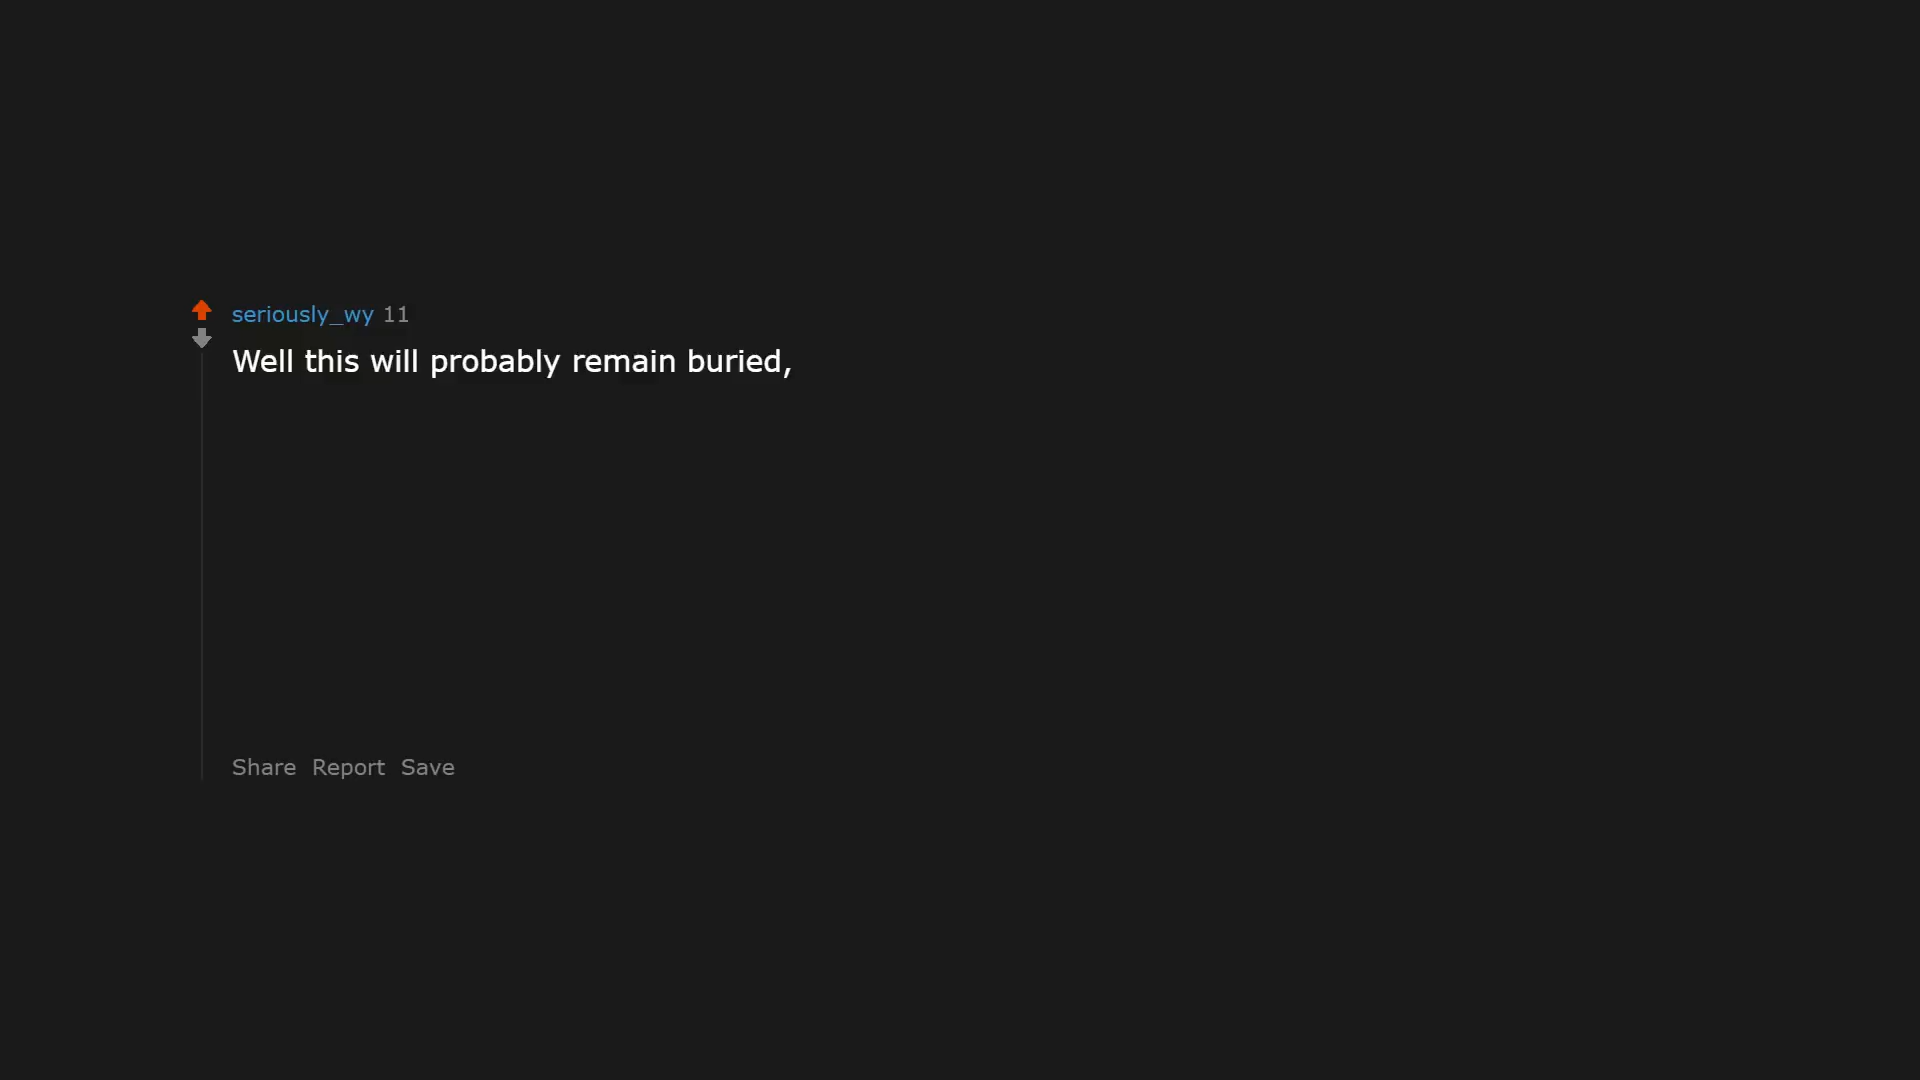 seriously_wy 11
Well this will probably remain buried,
Share Report Save